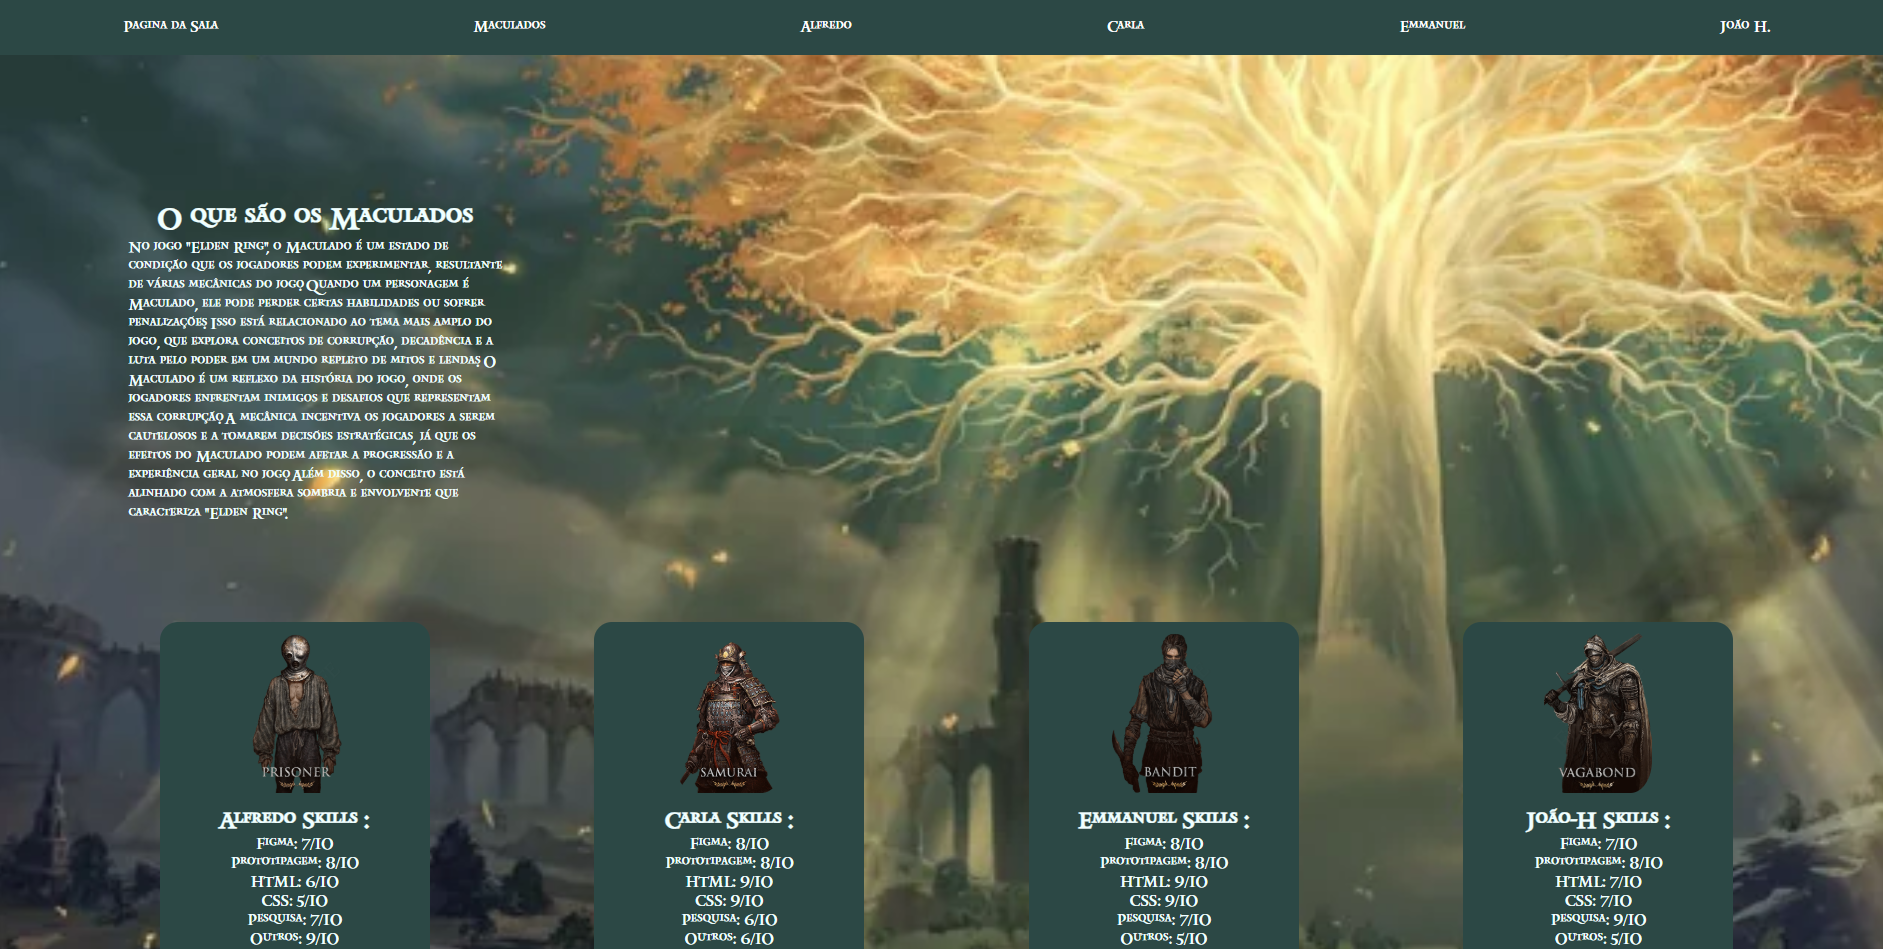 Pagina da Sala Maculados Alfredo Carla Emmanuel João H.
O que são os Maculados
No jogo "Elden Ring", o Maculado é um estado de
condição que os jogadores podem experimentar, resultante
de várias mecânicas do jogo. Quando um personagem é
Maculado, ele pode perder certas habilidades ou sofrer
penalizações. Isso está relacionado ao tema mais amplo do
jogo, que explora conceitos de corrupção, decadência e a
luta pelo poder em um mundo repleto de mitos e lendas. O
Maculado é um reflexo da história do jogo, onde os
jogadores enfrentam inimigos e desafios que representam
essa corrupção. A mecânica incentiva os jogadores a serem
cautelosos e a tomarem decisões estratégicas, já que os
efeitos do Maculado podem afetar a progressão e a
experiência geral no jogo. Além disso, o conceito está
alinhado com a atmosfera sombria e envolvente que
caracteriza "Elden Ring".
PRISONER
Alfredo Skills :
Figma: 7/10
Prototipagem: 8/10
HTML: 6/10
CSS: 5/10
Pesquisa: 7/10
Outros: 9/10
SAMURAI
Carla Skills :
Figma: 8/10
Prototipagem: 8/10
HTML: 9/10
CSS: 9/10
Pesquisa: 6/10
Outros: 6/10
BANDIT
Emmanuel Skills :
Figma: 8/10
Prototipagem: 8/10
HTML: 9/10
CSS: 9/10
Pesquisa: 7/10
Outros: 5/10
VAGABOND
João-H Skills :
Figma: 7/10
Prototipagem: 8/10
HTML: 7/10
CSS: 7/10
Pesquisa: 9/10
Outros: 5/10